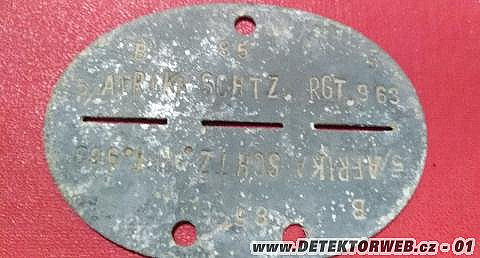 B 85
5/AFRIKA SCHTZ. RGT.963
5/AFRIKA SCHTZ. RGT.963
B 85
www.DETEKTORWEB.cz - 01